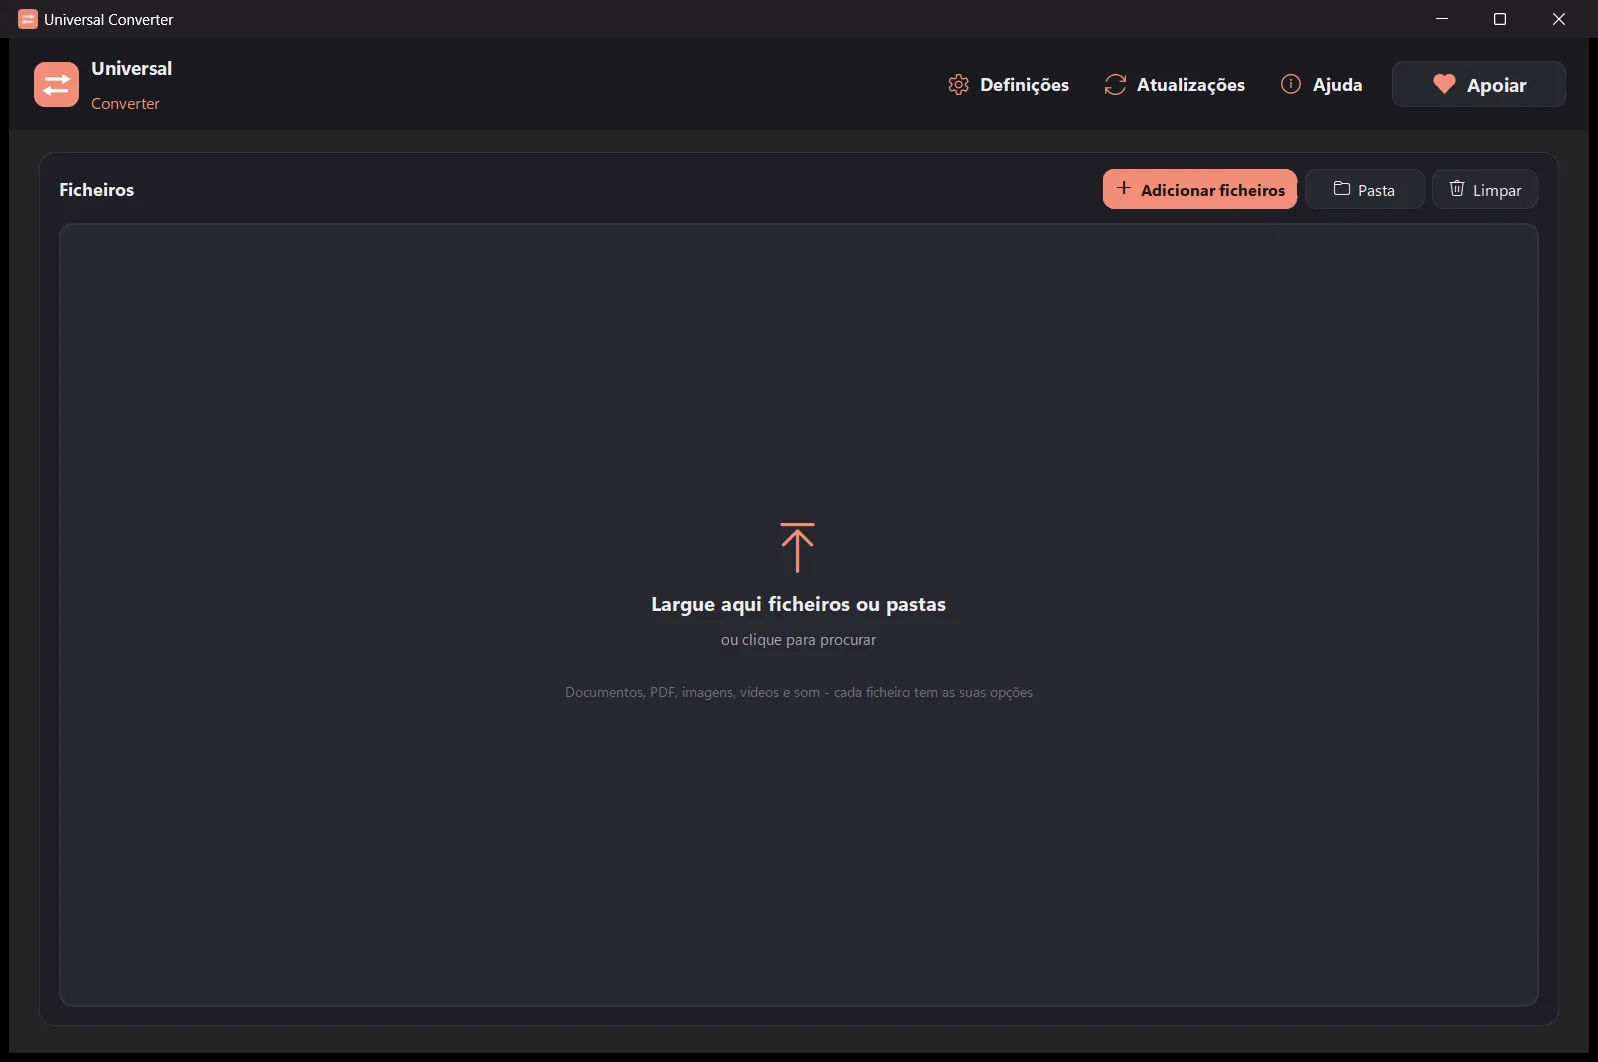 Universal Converter
Universal
Converter
Definições
Atualizações
Ajuda
Apoiar
Ficheiros
Adicionar ficheiros
Pasta
Limpar
Largue aqui ficheiros ou pastas
ou clique para procurar
Documentos, PDF, imagens, vídeos e som - cada ficheiro tem as suas opções